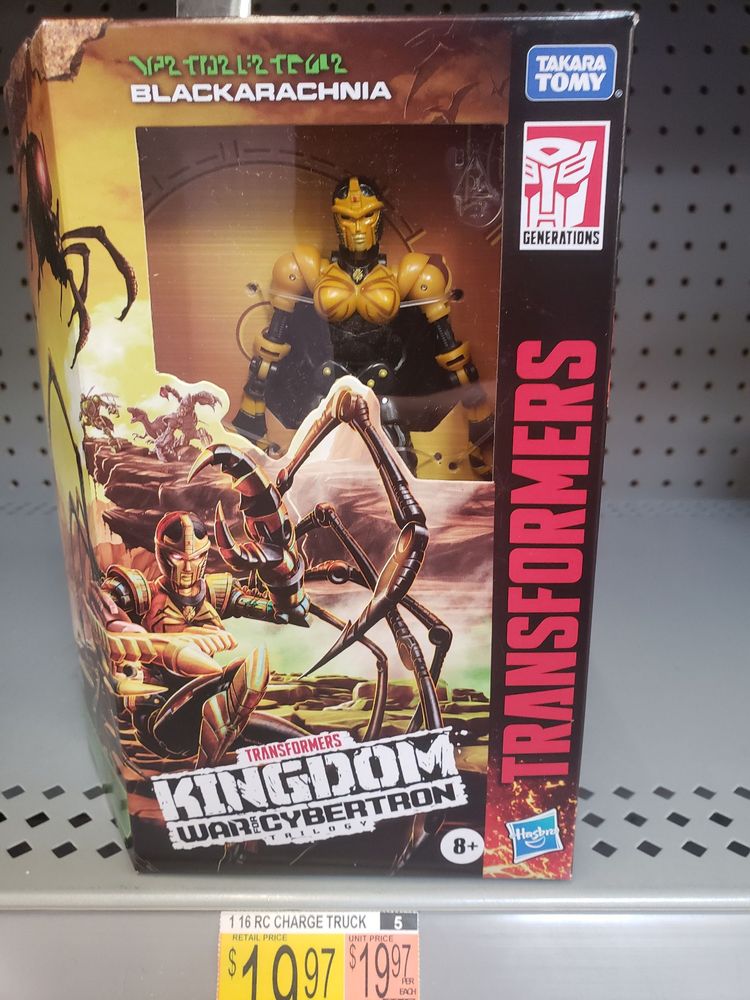 BLACKARACHNIA
TAKARA
TOMY
®
GENERATIONS
TRANSFORMERS
TRANSFORMERS
KINGDOM
WAR FOR CYBERTRON
TRILOGY
8+
Hasbro
1 16 RC CHARGE TRUCK 5
RETAIL PRICE UNIT PRICE
$19.97 $19.97
PER
EACH